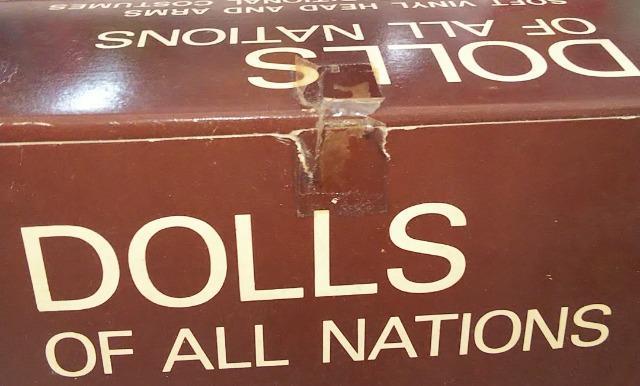 DOLLS
OF ALL NATIONS
SOFT VINYL HEAD AND ARMS
COSTUMES
DOLLS
OF ALL NATIONS